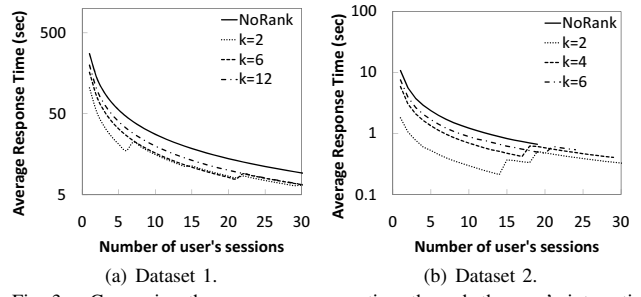 Average Response Time (sec)
500
50
5
NoRank
k=2
k=6
k=12
0
5
10
15
20
25
30
Number of user's sessions
(a) Dataset 1.
Average Response Time (sec)
100
10
1
0.1
NoRank
k=2
k=4
k=6
0
5
10
15
20
25
30
Number of user's sessions
(b) Dataset 2.